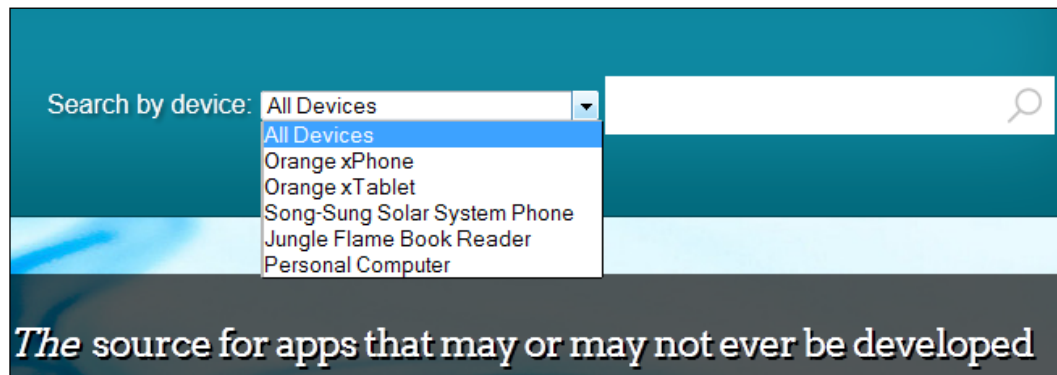 Search by device: All Devices
All Devices
Orange xPhone
Orange xTablet
Song-Sung Solar System Phone
Jungle Flame Book Reader
Personal Computer
The source for apps that may or may not ever be developed